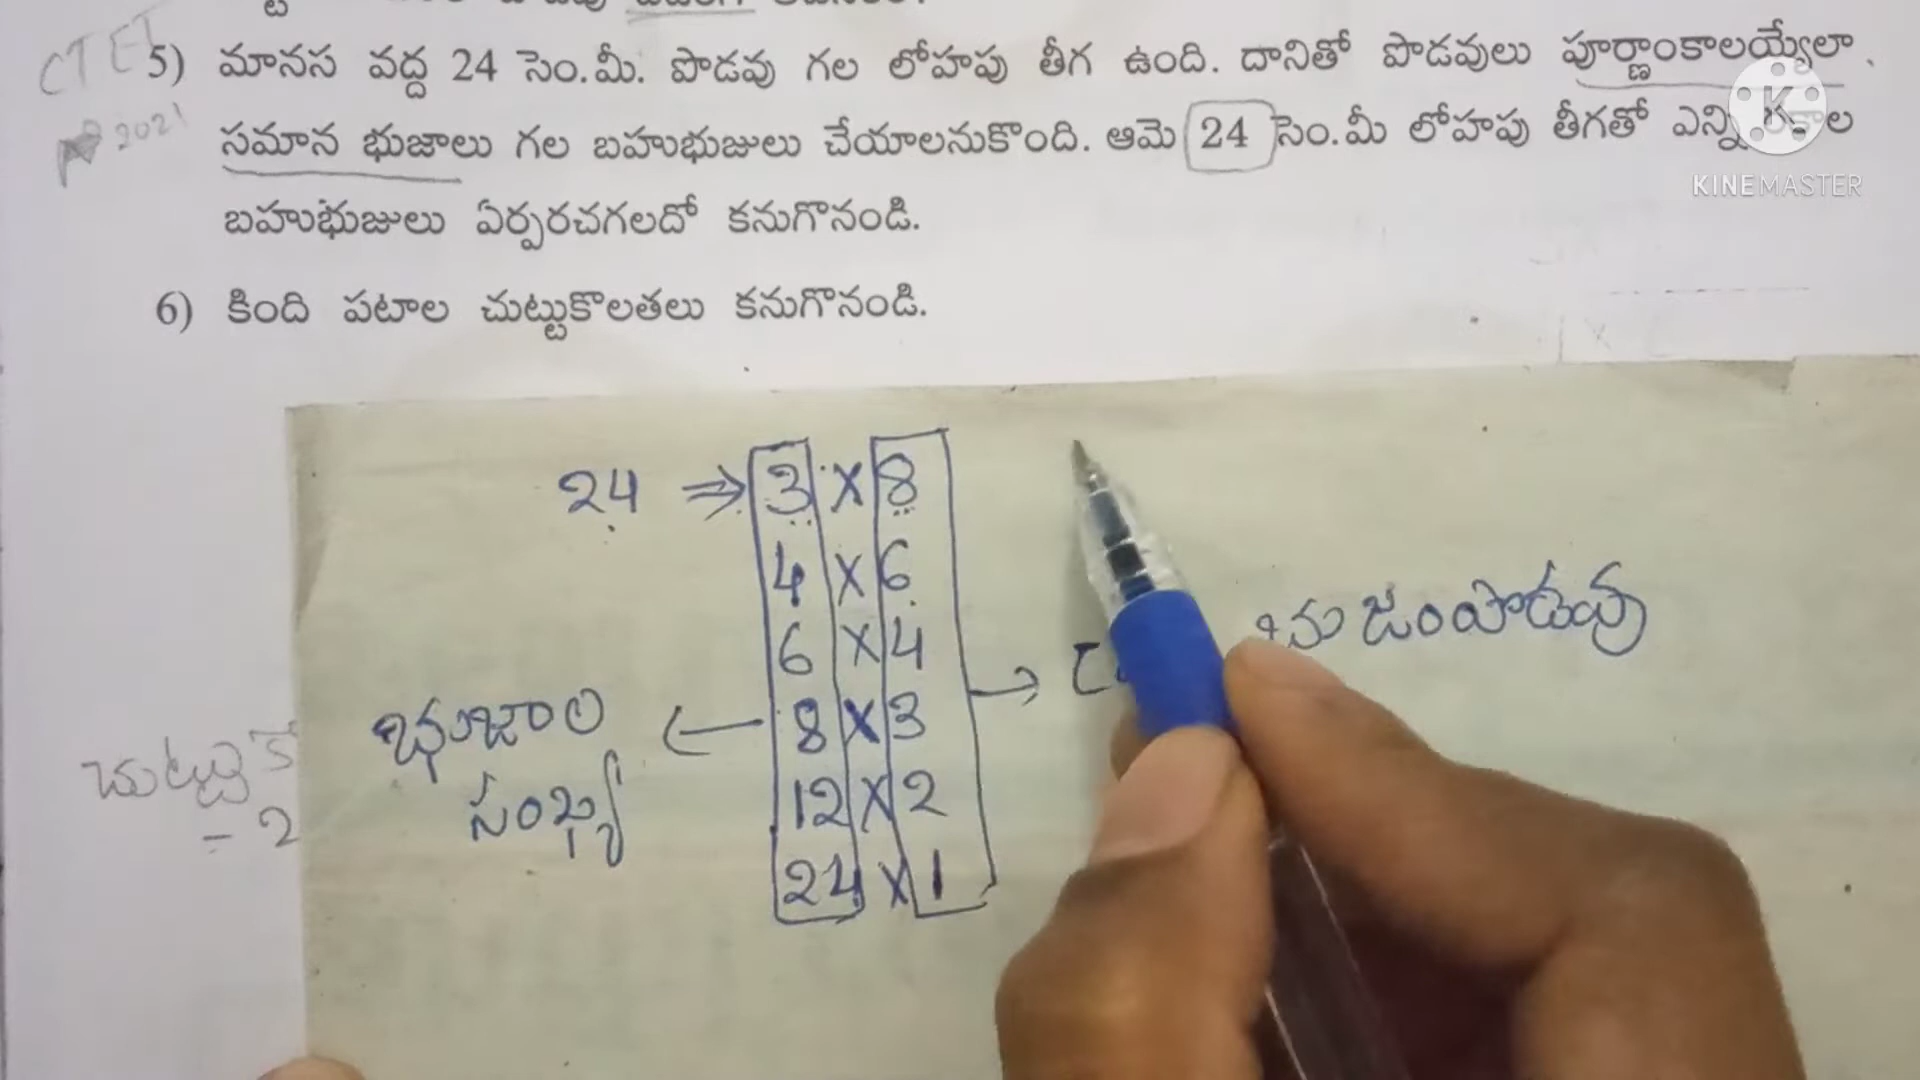 CTET
2021
5) మానస వద్ద 24 సెం.మీ. పొడవు గల లోహపు తీగ ఉంది. దానితో పొడవులు పూర్ణాంకాలయ్యేలా
సమాన భుజాలు గల బహుభుజులు చేయాలనుకొంది. ఆమె 24 సెం.మీ లోహపు తీగతో
బహుభుజులు ఏర్పరచగలదో కనుగొనండి.
KINEMASTER
6) కింది పటాల చుట్టుకొలతలు కనుగొనండి.
24 ⇒ 3 × 8
4 × 6
6 × 4
8 × 3
12 × 2
24 × 1
భుజాల
సంఖ్య
భుజంపొడవు
- 2